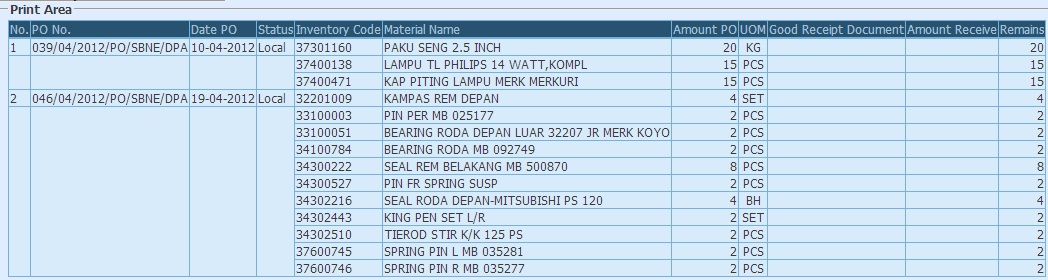 Print Area
No. PO No. Date PO Status Inventory Code Material Name Amount PO UOM Good Receipt Document Amount Receive Remains
1 039/04/2012/PO/SBNE/DPA 10-04-2012 Local 37301160 PAKU SENG 2.5 INCH 20 KG 20
37400138 LAMPU TL PHILIPS 14 WATT,KOMPL 15 PCS 15
37400471 KAP PITING LAMPU MERK MERKURI 15 PCS 15
2 046/04/2012/PO/SBNE/DPA 19-04-2012 Local 32201009 KAMPAS REM DEPAN 4 SET 4
33100003 PIN PER MB 025177 2 PCS 2
33100051 BEARING RODA DEPAN LUAR 32207 JR MERK KOYO 2 PCS 2
34100784 BEARING RODA MB 092749 2 PCS 2
34300222 SEAL REM BELAKANG MB 500870 8 PCS 8
34300527 PIN FR SPRING SUSP 2 PCS 2
34302216 SEAL RODA DEPAN-MITSUBISHI PS 120 4 BH 4
34302443 KING PEN SET L/R 2 SET 2
34302510 TIEROD STIR K/K 125 PS 2 PCS 2
37600745 SPRING PIN L MB 035281 2 PCS 2
37600746 SPRING PIN R MB 035277 2 PCS 2